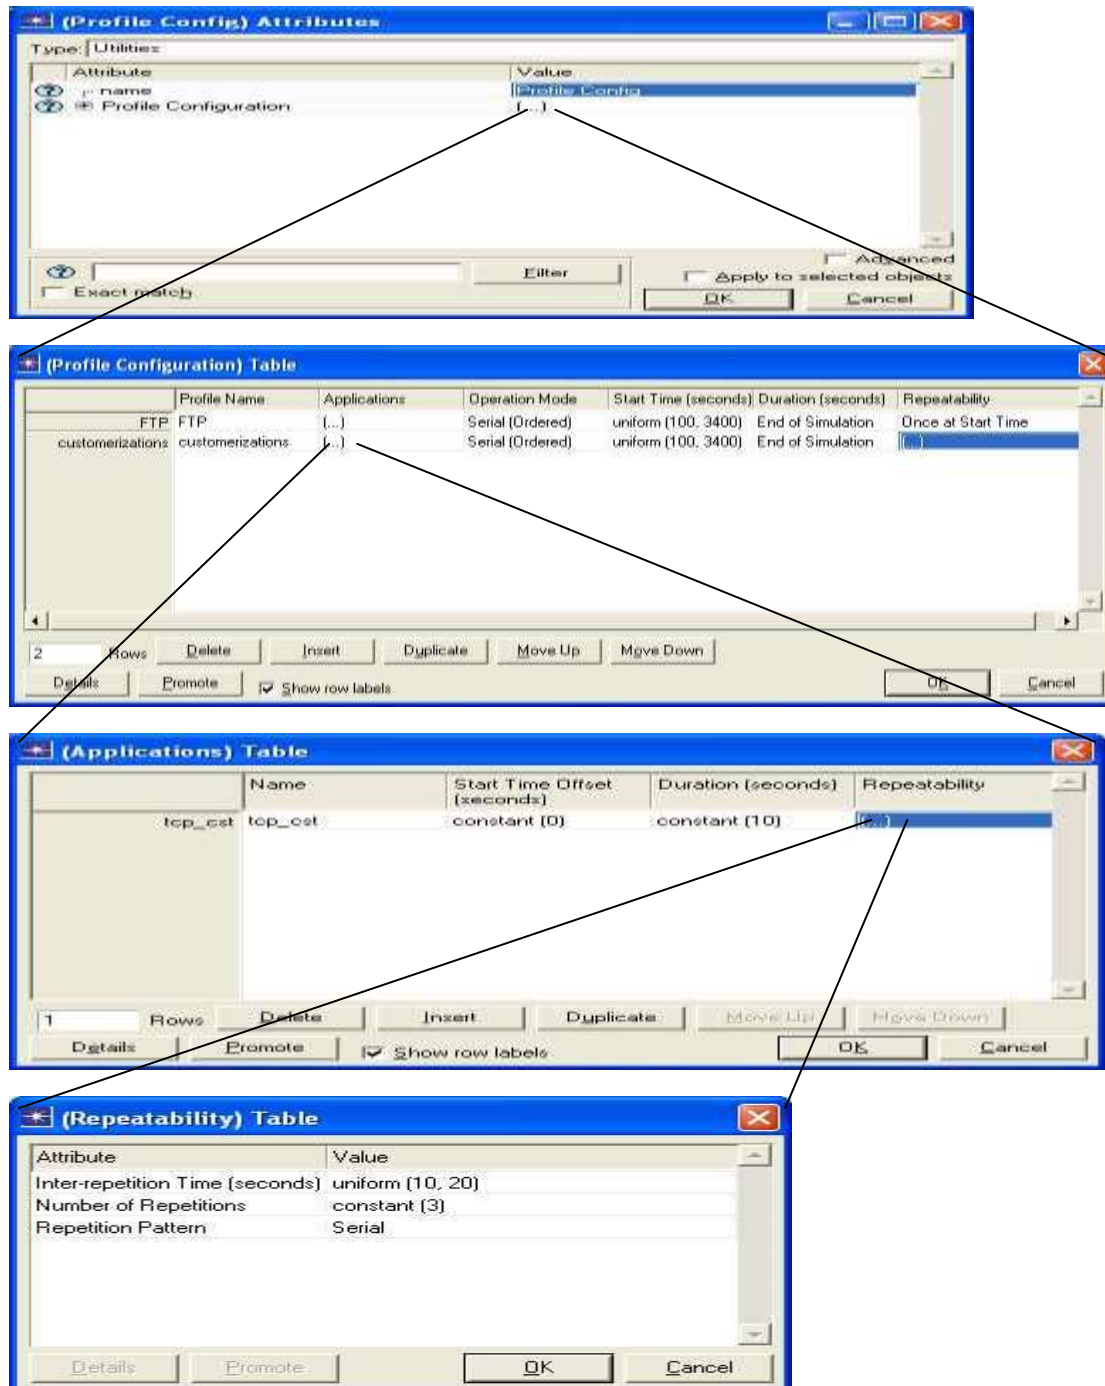 (Profile Config) Attributes
Type: Utilities
Attribute Value
name Profile Config
Profile Configuration (...)
Advanced
Filter Apply to selected objects
Exact match OK Cancel
(Profile Configuration) Table
Profile Name Applications Operation Mode Start Time (seconds) Duration (seconds) Repeatability
FTP FTP (...) Serial (Ordered) uniform (100, 3400) End of Simulation Once at Start Time
customerizations customerizations (...) Serial (Ordered) uniform (100, 3400) End of Simulation (...)
2 Rows Delete Insert Duplicate Move Up Move Down
Details Promote Show row labels OK Cancel
(Applications) Table
Name Start Time Offset (seconds) Duration (seconds) Repeatability
tcp_cst tcp_cst constant (0) constant (10) (...)
1 Rows Delete Insert Duplicate Move Up Move Down
Details Promote Show row labels OK Cancel
(Repeatability) Table
Attribute Value
Inter-repetition Time (seconds) uniform (10, 20)
Number of Repetitions constant (3)
Repetition Pattern Serial
Details Promote OK Cancel